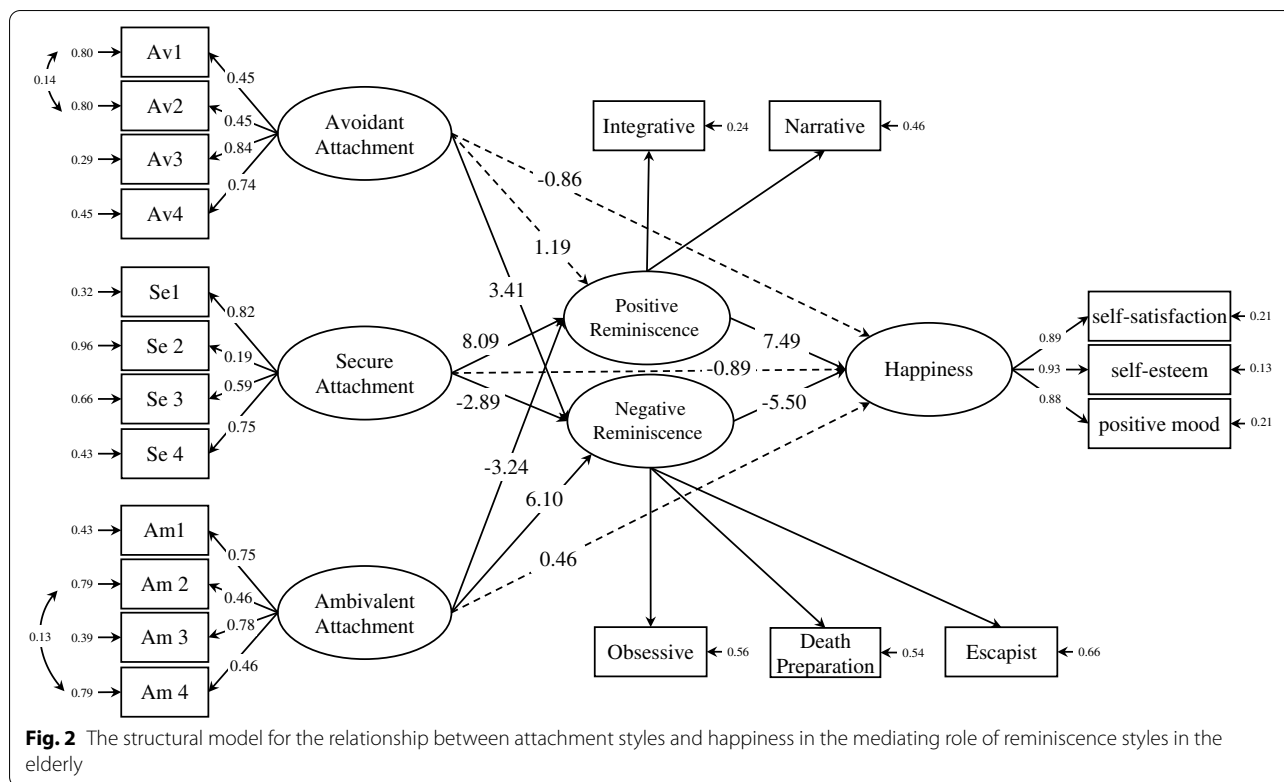 0.80
Av1
0.45
0.14
0.80
Av2
0.45
0.29
Av3
0.84
0.45
Av4
0.74
Avoidant
Attachment
Integrative
0.24
Narrative
0.46
-0.86
1.19
3.41
0.32
Se1
0.82
0.96
Se 2
0.19
0.66
Se 3
0.59
0.43
Se 4
0.75
Secure
Attachment
8.09
-2.89
-0.89
Positive
Reminiscence
7.49
Negative
Reminiscence
-5.50
Happiness
0.89
self-satisfaction
0.21
0.93
self-esteem
0.13
0.88
positive mood
0.21
-3.24
6.10
0.46
0.43
Am1
0.75
0.79
Am 2
0.46
0.13
0.39
Am 3
0.78
0.79
Am 4
0.46
Ambivalent
Attachment
Obsessive
0.56
Death
Preparation
0.54
Escapist
0.66
Fig. 2 The structural model for the relationship between attachment styles and happiness in the mediating role of reminiscence styles in the
elderly